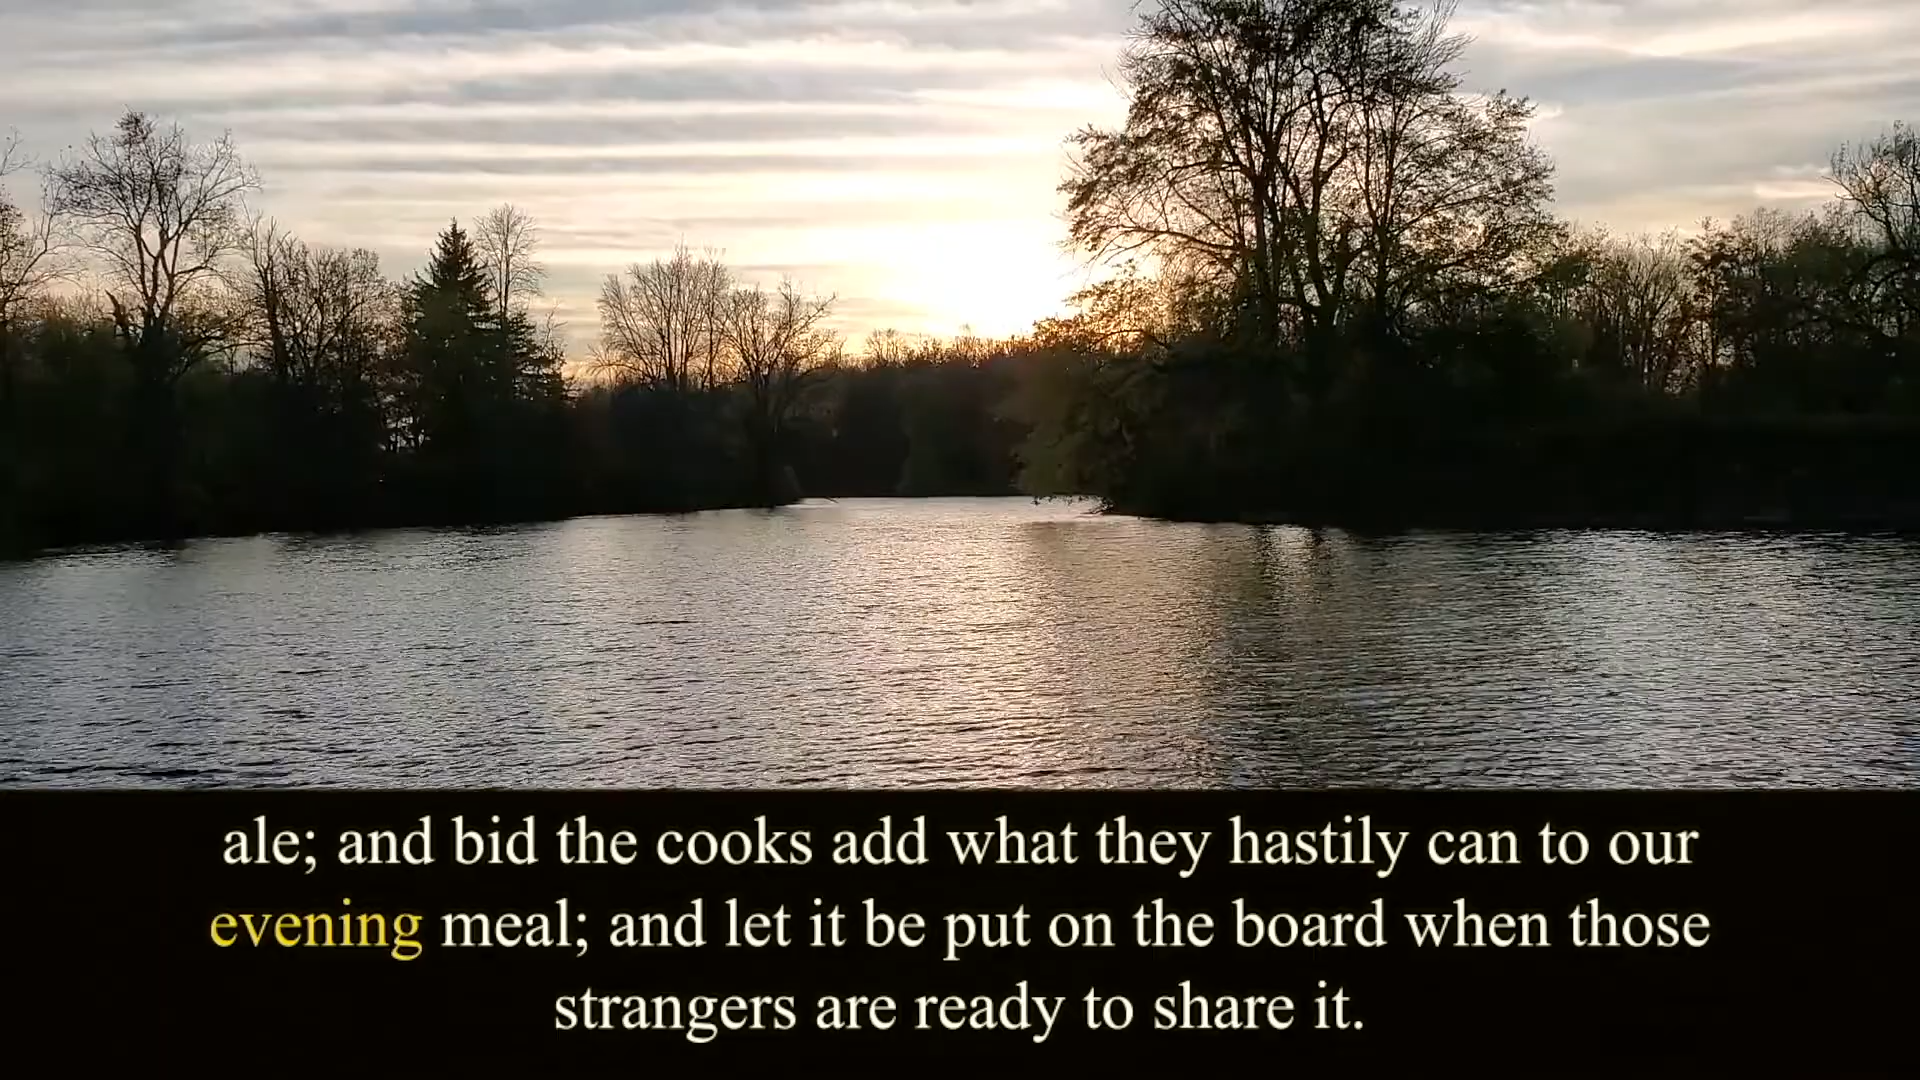 ale; and bid the cooks add what they hastily can to our
evening meal; and let it be put on the board when those
strangers are ready to share it.